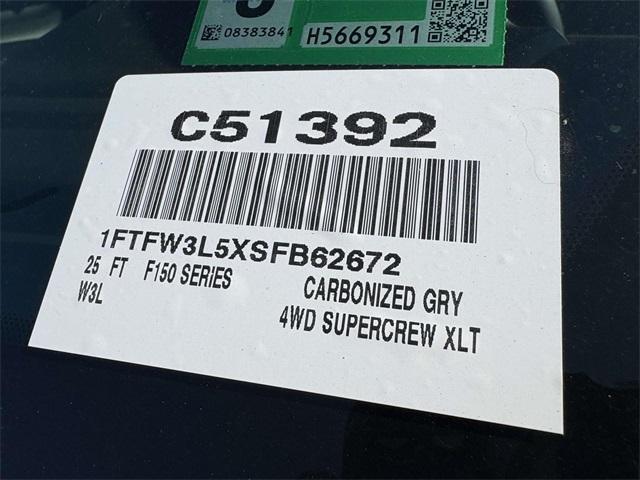 08383841
H5669311
C51392
1FTFW3L5XSFB62672
25 FT F150 SERIES
CARBONIZED GRY
W3L
4WD SUPERCREW XLT